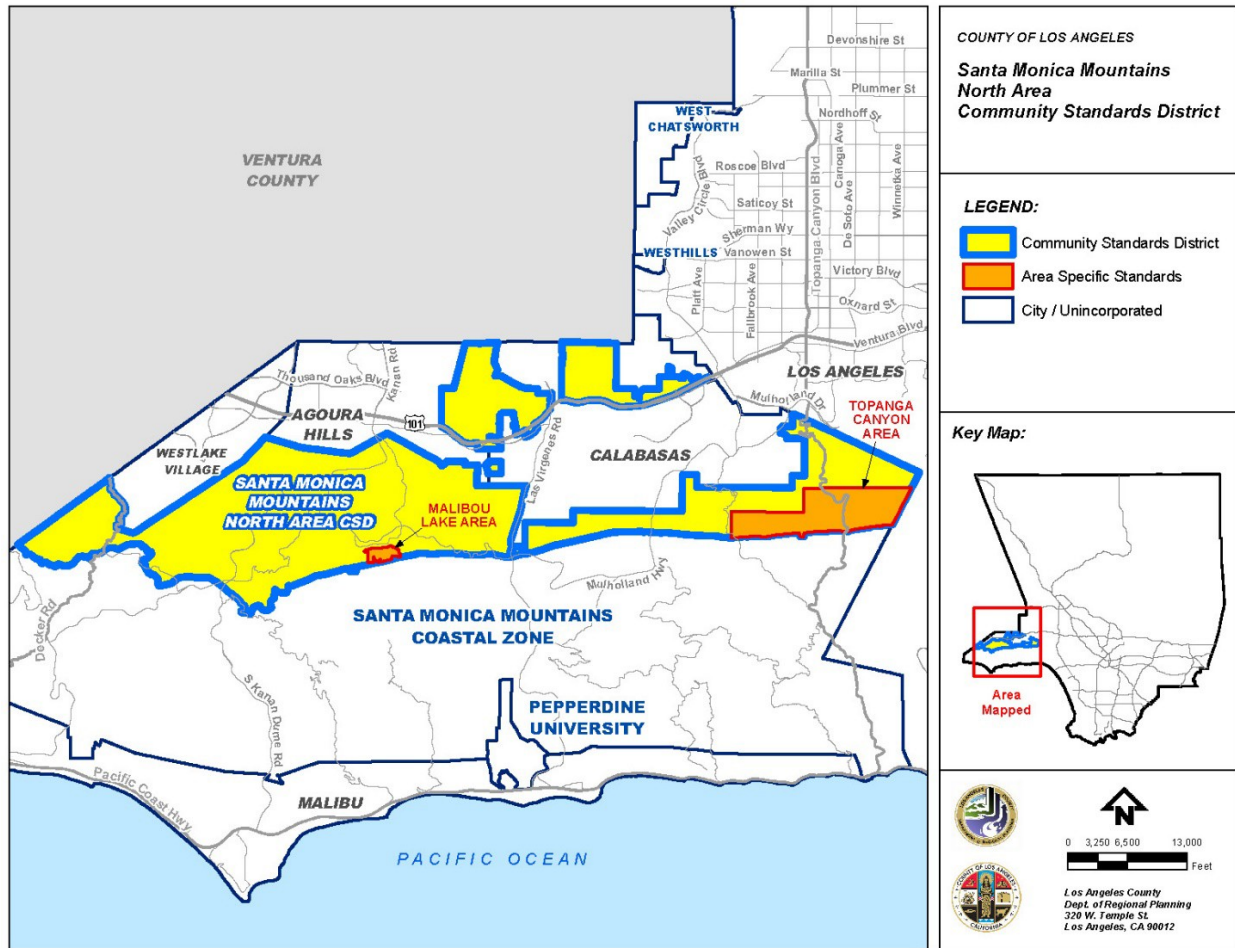 COUNTY OF LOS ANGELES
Santa Monica Mountains
North Area
Community Standards District
LEGEND:
Community Standards District
Area Specific Standards
City / Unincorporated
Key Map:
Area
Mapped
N
0 3,250 6,500 13,000
Feet
Los Angeles County
Dept. of Regional Planning
320 W. Temple St.
Los Angeles, CA 90012
VENTURA
COUNTY
WEST
CHATSWORTH
WESTHILLS
Devonshire St
Marilla St
Plummer St
Nordhoff St
Roscoe Blvd
Saticoy St
Sherman Wy
Vanowen St
Victory Blvd
Oxnard St
Ventura Blvd
Valley Circle Blvd
Platt Ave
Fallbrook Ave
Topanga Canyon Blvd
Canoga Ave
De Soto Ave
Winnetka Ave
Mulholland Dr
LOS ANGELES
TOPANGA
CANYON
AREA
Thousand Oaks Blvd
Kanan Rd
101
AGOURA
HILLS
WESTLAKE
VILLAGE
Las Virgenes Rd
CALABASAS
SANTA MONICA
MOUNTAINS
NORTH AREA CSD
MALIBOU
LAKE AREA
Mulholland Hwy
Decker Rd
SANTA MONICA MOUNTAINS
COASTAL ZONE
S Kanan Dume Rd
PEPPERDINE
UNIVERSITY
Pacific Coast Hwy
MALIBU
PACIFIC OCEAN